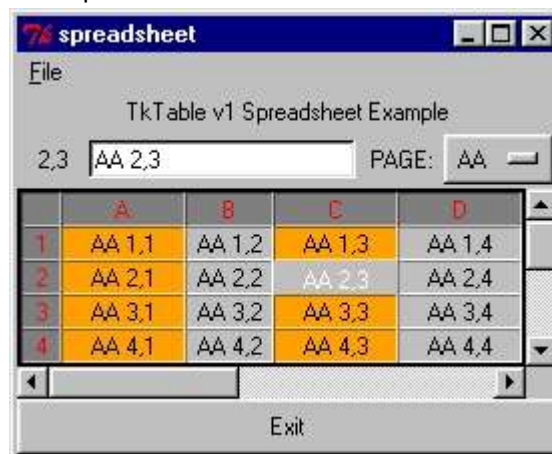 spreadsheet
File
TkTable v1 Spreadsheet Example
2,3 AA 2,3 PAGE: AA
A B C D
1 AA 1,1 AA 1,2 AA 1,3 AA 1,4
2 AA 2,1 AA 2,2 AA 2,3 AA 2,4
3 AA 3,1 AA 3,2 AA 3,3 AA 3,4
4 AA 4,1 AA 4,2 AA 4,3 AA 4,4
Exit